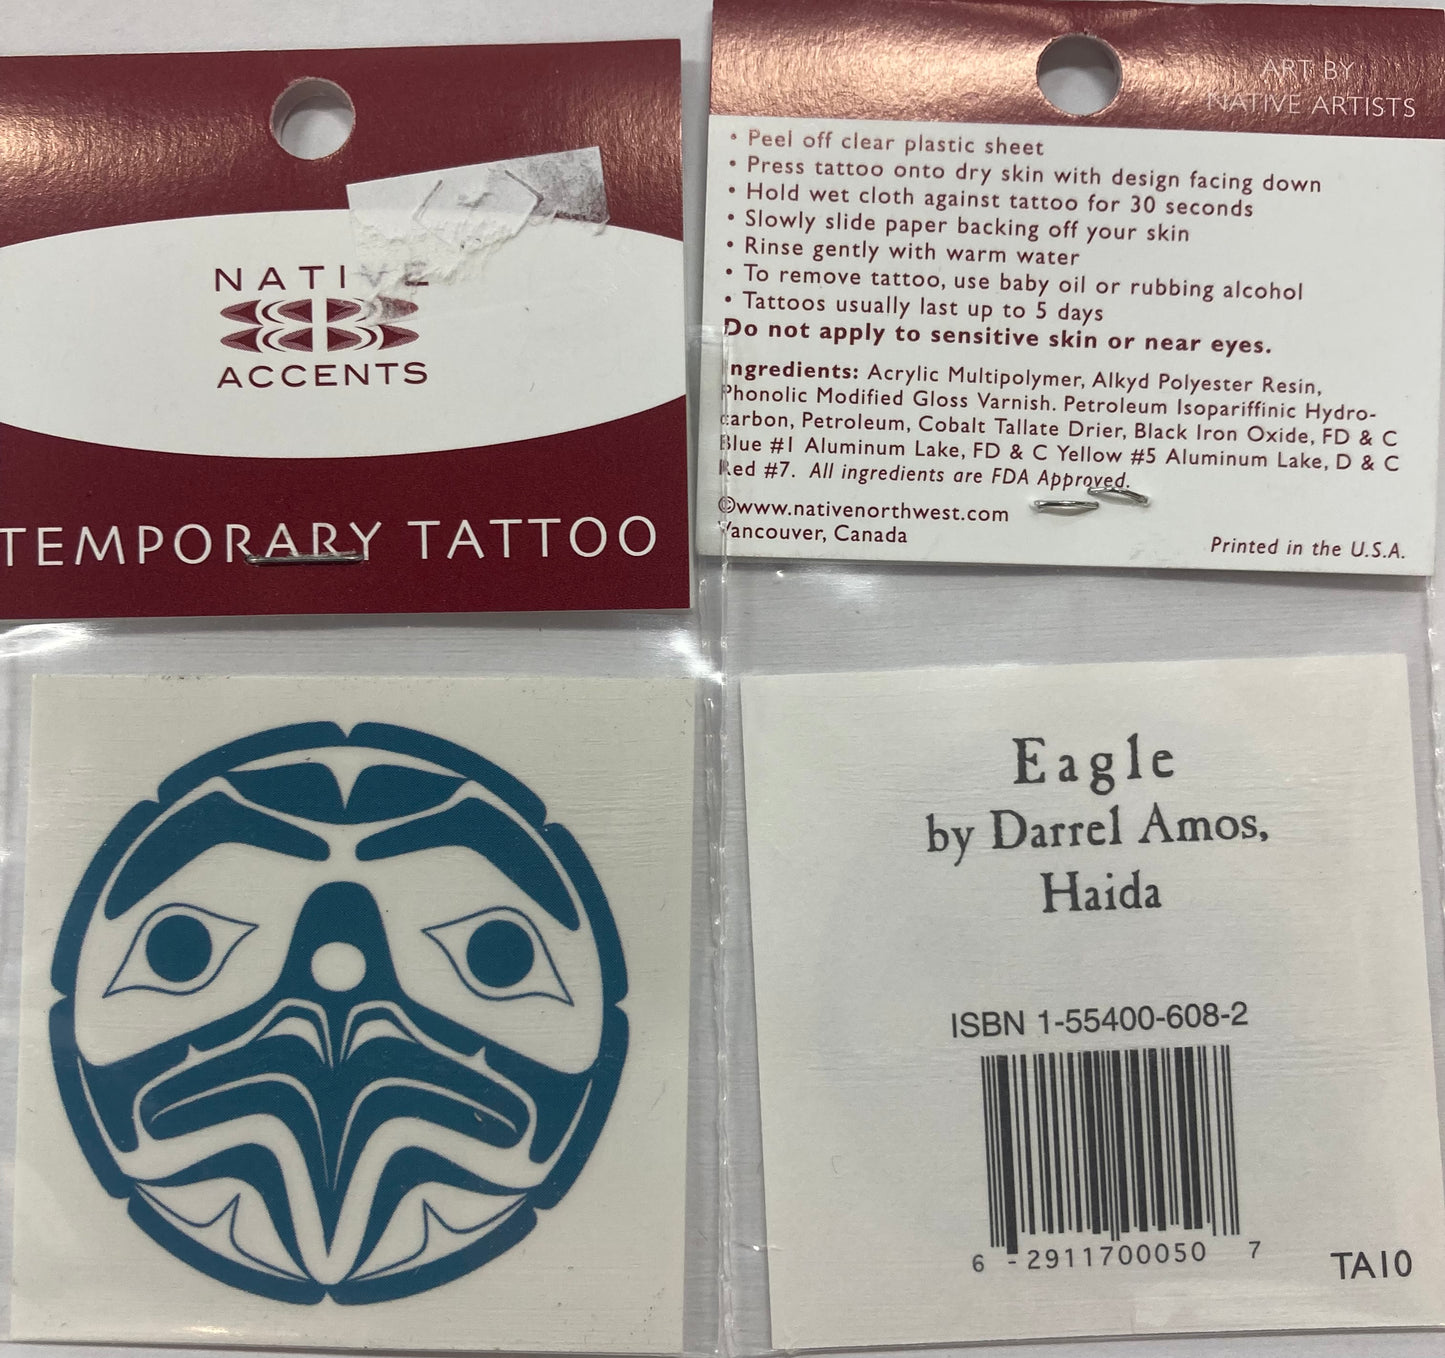 NATIVE
ACCENTS
TEMPORARY TATTOO
ART BY
NATIVE ARTISTS
• Peel off clear plastic sheet
• Press tattoo onto dry skin with design facing down
• Hold wet cloth against tattoo for 30 seconds
• Slowly slide paper backing off your skin
• Rinse gently with warm water
• To remove tattoo, use baby oil or rubbing alcohol
• Tattoos usually last up to 5 days
Do not apply to sensitive skin or near eyes.
Ingredients: Acrylic Multipolymer, Alkyd Polyester Resin,
Phonolic Modified Gloss Varnish. Petroleum Isopariffinic Hydro-
carbon, Petroleum, Cobalt Tallate Drier, Black Iron Oxide, FD & C
Blue #1 Aluminum Lake, FD & C Yellow #5 Aluminum Lake, D & C
Red #7. All ingredients are FDA Approved.
©www.nativenorthwest.com
Vancouver, Canada
Printed in the U.S.A.
Eagle
by Darrel Amos,
Haida
ISBN 1-55400-608-2
6 - 2911700050 7
TA10